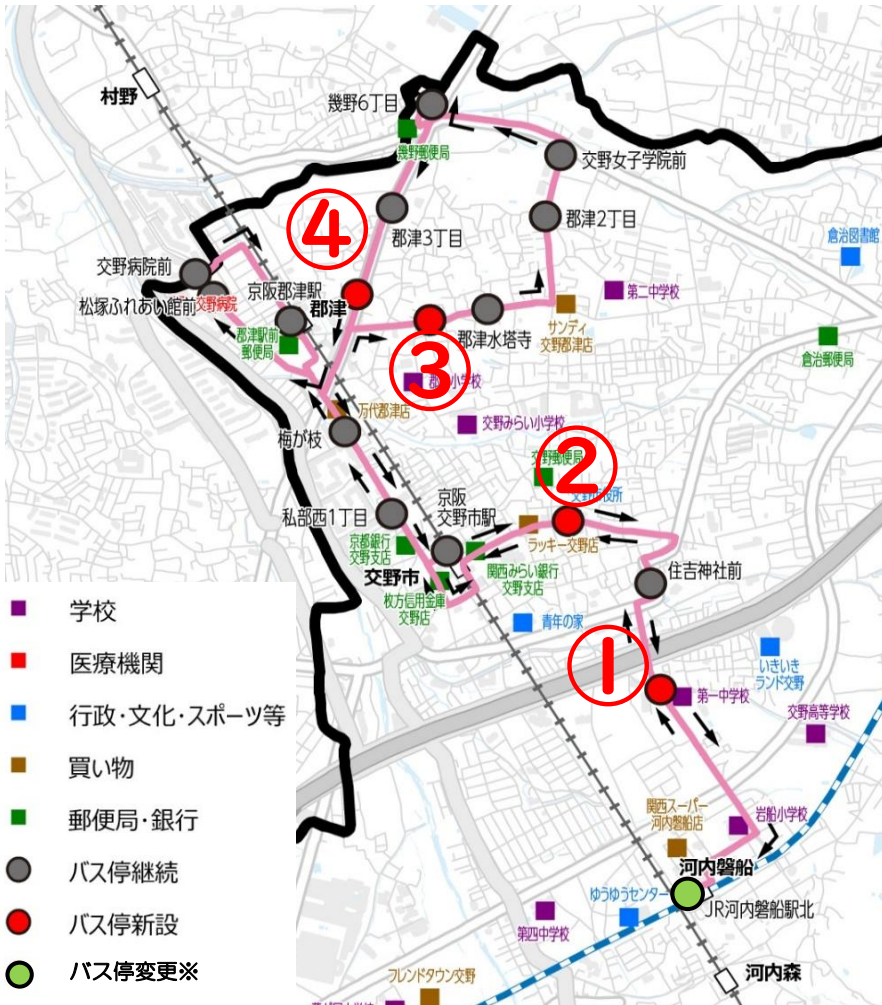 村野
幾野6丁目
幾野郵便局
交野女子学院前
郡津3丁目
郡津2丁目
④
倉治図書館
交野病院前
松塚ふれあい館前
交野病院
京阪郡津駅
郡津
第二中学校
郡津駅前
郵便局
郡津水塔寺
サンディ
交野郡津店
倉治郵便局
③
小学校
万代郡津店
交野みらい小学校
梅が枝
②
交野郵便局
私部西1丁目
京阪
交野市駅
京都銀行
交野支店
ラッキー交野店
交野市
関西みらい銀行
交野支店
住吉神社前
枚方信用金庫
交野店
青年の家
①
いきいき
ランド交野
第一中学校
交野高等学校
関西スーパー
河内磐船店
岩船小学校
河内磐船
ゆうゆうセンター
JR河内磐船駅北
第四中学校
フレンドタウン交野
河内森
学校
医療機関
行政・文化・スポーツ等
買い物
郵便局・銀行
バス停継続
バス停新設
バス停変更※